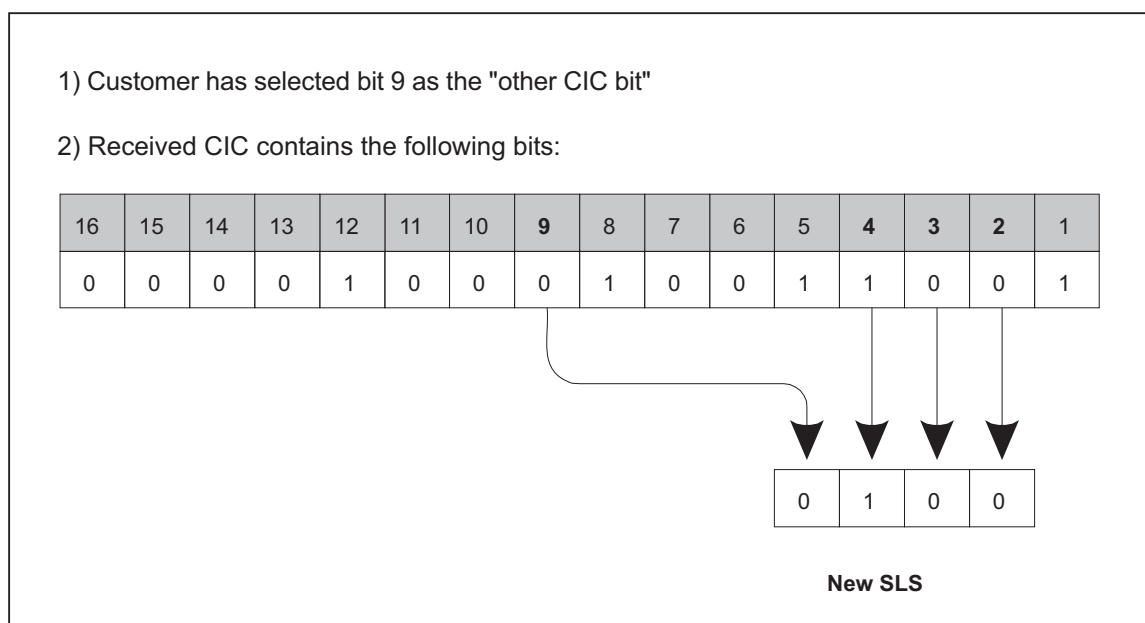 1) Customer has selected bit 9 as the "other CIC bit"
2) Received CIC contains the following bits:
16 15 14 13 12 11 10 9 8 7 6 5 4 3 2 1
0 0 0 0 1 0 0 0 1 0 0 1 1 0 0 1
0 1 0 0
New SLS